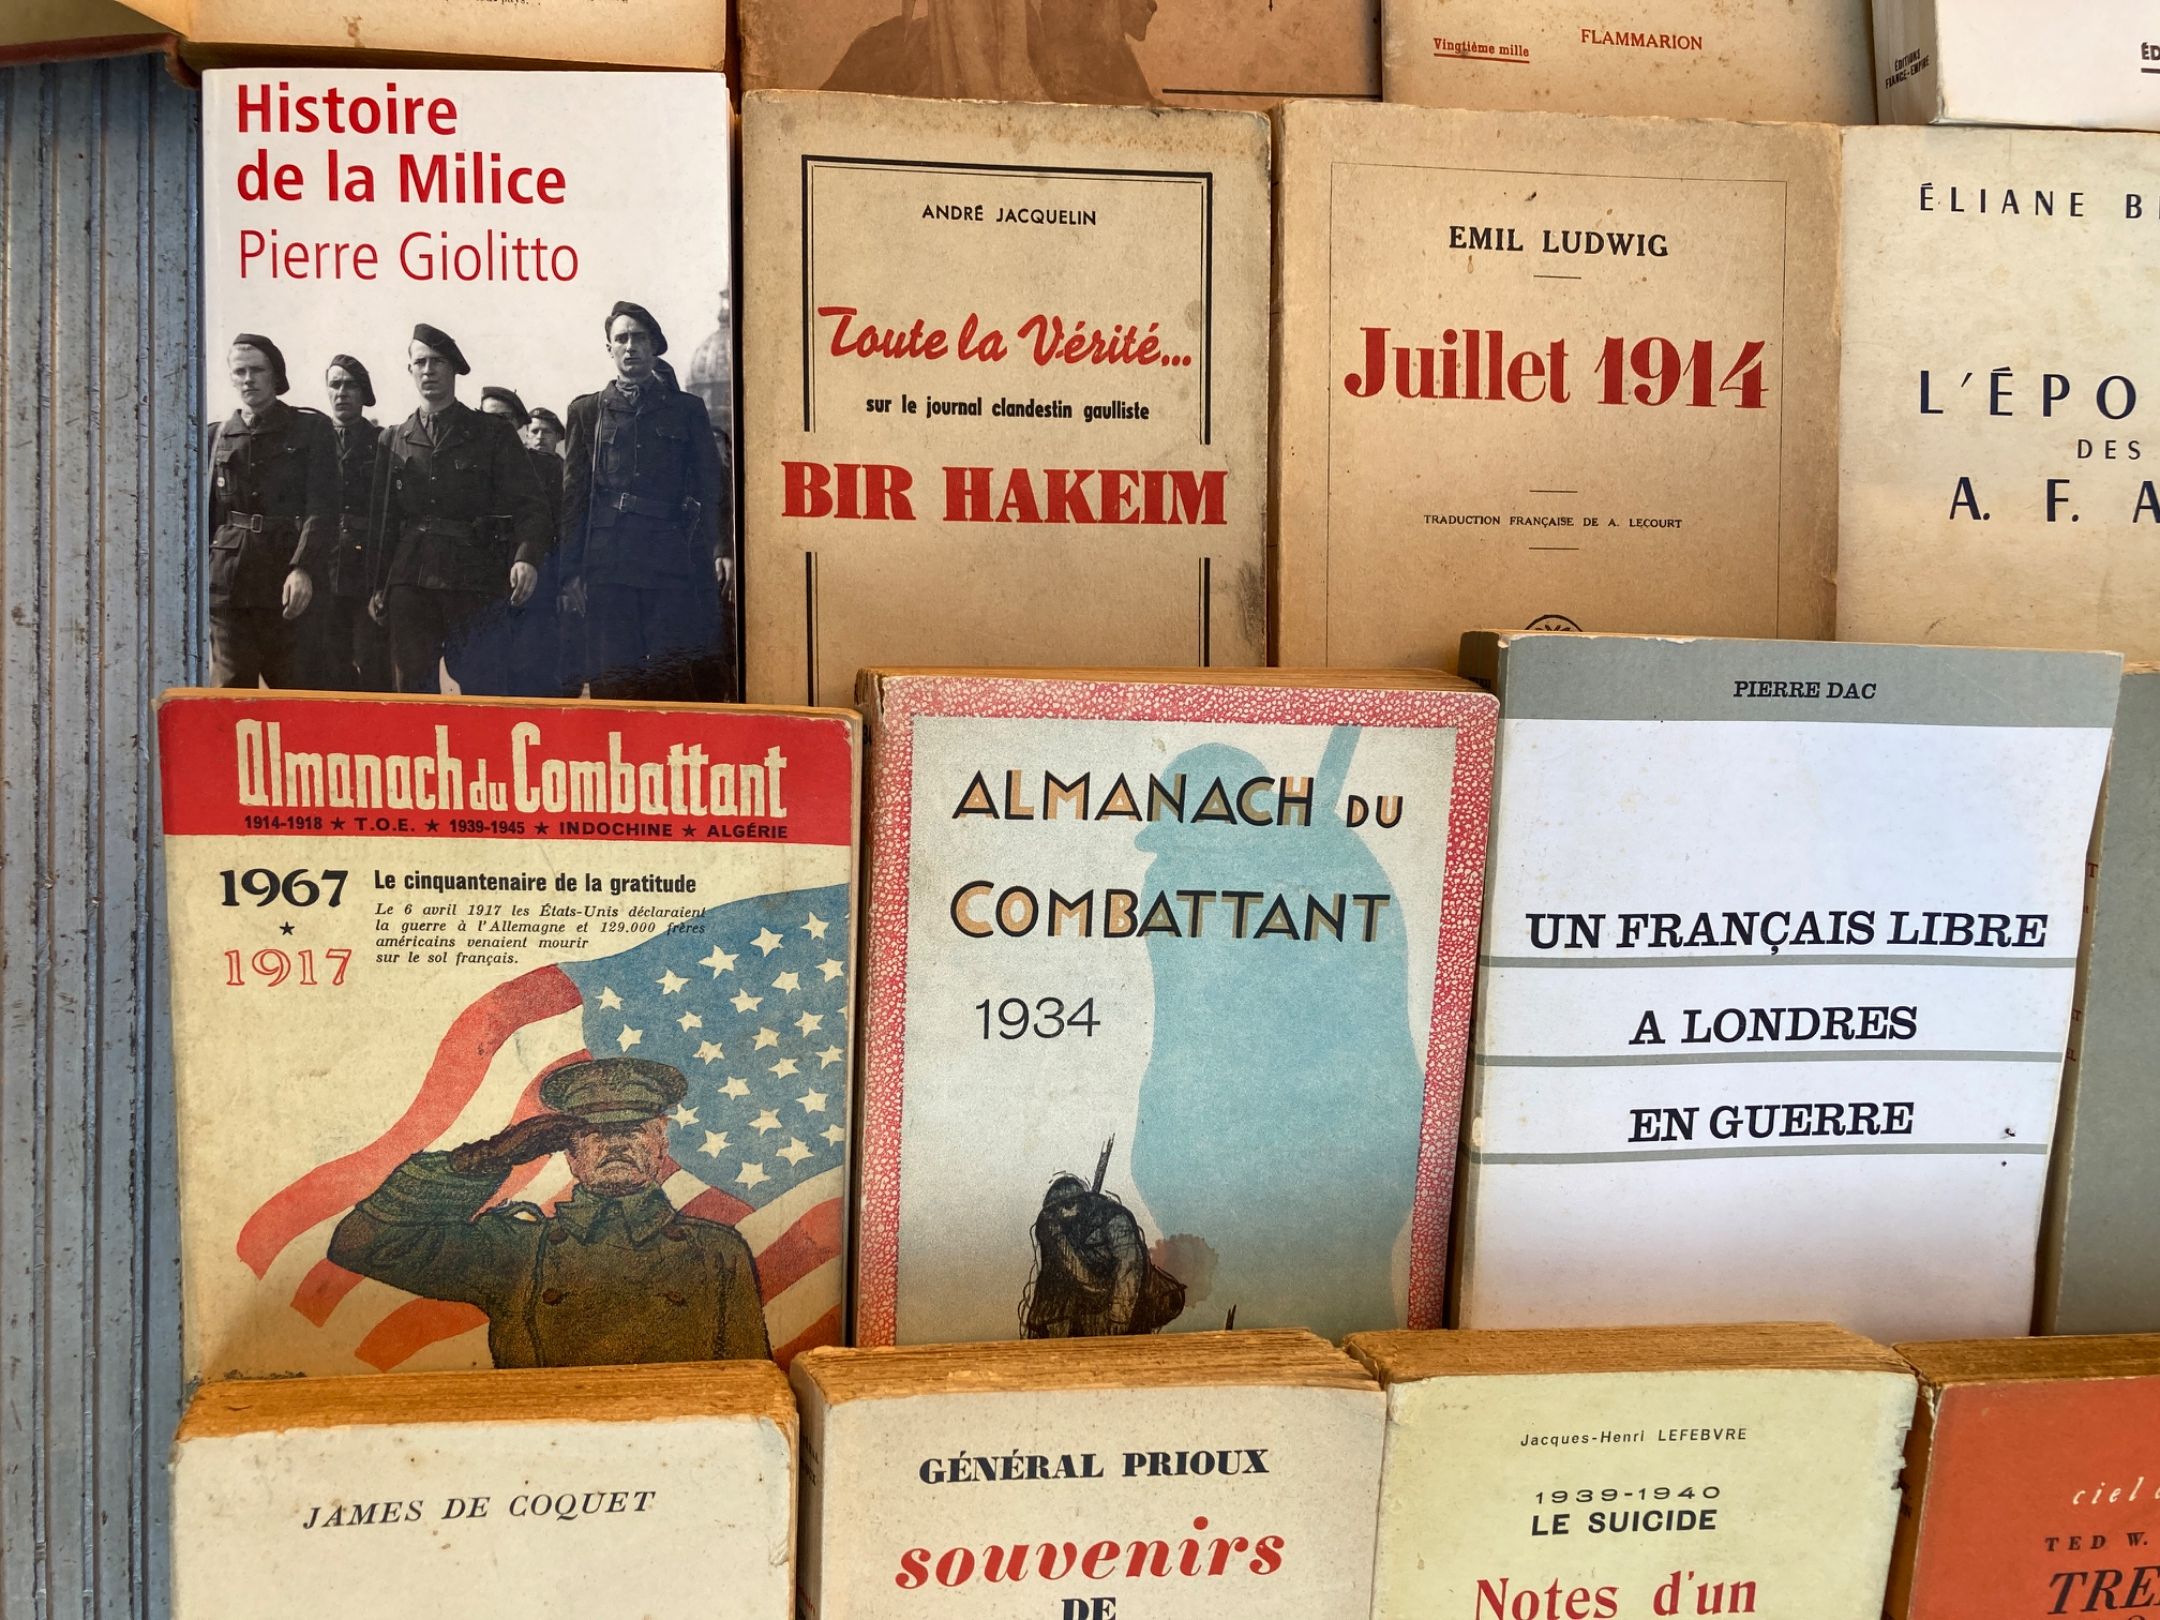 Vingtième mille
FLAMMARION
ÉDITIONS
FRANCE-EMPIRE
Histoire
de la Milice
Pierre Giolitto
ANDRÉ JACQUELIN
Toute la Vérité...
sur le journal clandestin gaulliste
BIR HAKEIM
EMIL LUDWIG
Juillet 1914
TRADUCTION FRANÇAISE DE A. LECOURT
ÉLIANE B
L'ÉPO
DES
A. F. A
Almanach du Combattant
1914-1918 ★ T.O.E. ★ 1939-1945 ★ INDOCHINE ★ ALGÉRIE
1967
★
1917
Le cinquantenaire de la gratitude
Le 6 avril 1917 les États-Unis déclaraient
la guerre à l'Allemagne et 129.000 frères
américains venaient mourir
sur le sol français.
ALMANACH DU
COMBATTANT
1934
PIERRE DAC
UN FRANÇAIS LIBRE
A LONDRES
EN GUERRE
JAMES DE COQUET
GÉNÉRAL PRIOUX
souvenirs
DE
Jacques-Henri LEFEBVRE
1939-1940
LE SUICIDE
Notes d'un
ciel
TED W.
TRE